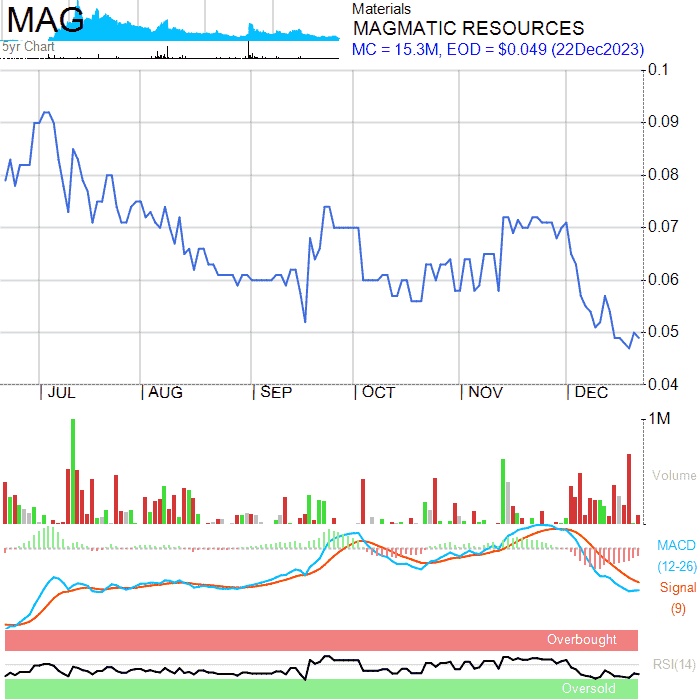 MAG
5yr Chart
Materials
MAGMATIC RESOURCES
MC = 15.3M, EOD = $0.049 (22Dec2023)
0.1
0.09
0.08
0.07
0.06
0.05
0.04
JUL AUG SEP OCT NOV DEC
1M
Volume
MACD
(12-26)
Signal
(9)
Overbought
RSI(14)
Oversold